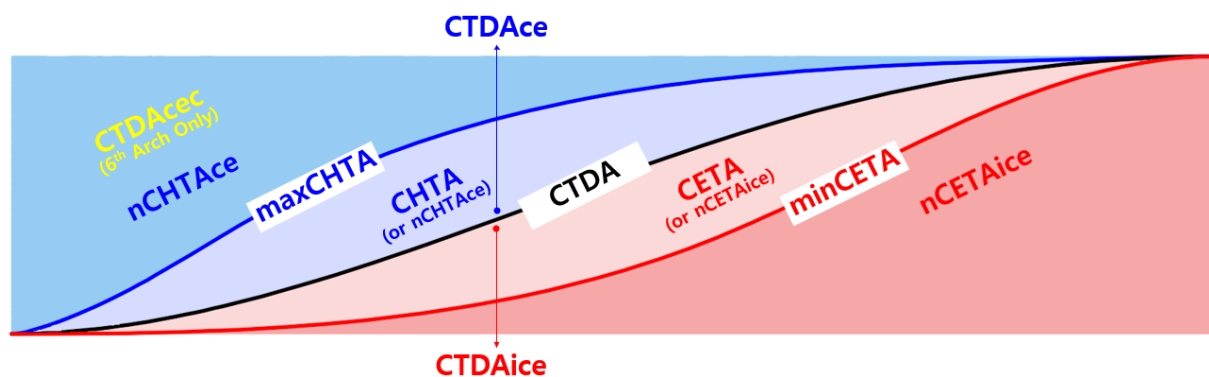 CTDAce
CTDAcec
(6th Arch Only)
nCHTAce
maxCHTA
CHTA
(or nCHTAce)
CTDA
CETA
(or nCETAice)
minCETA
nCETAice
CTDAice